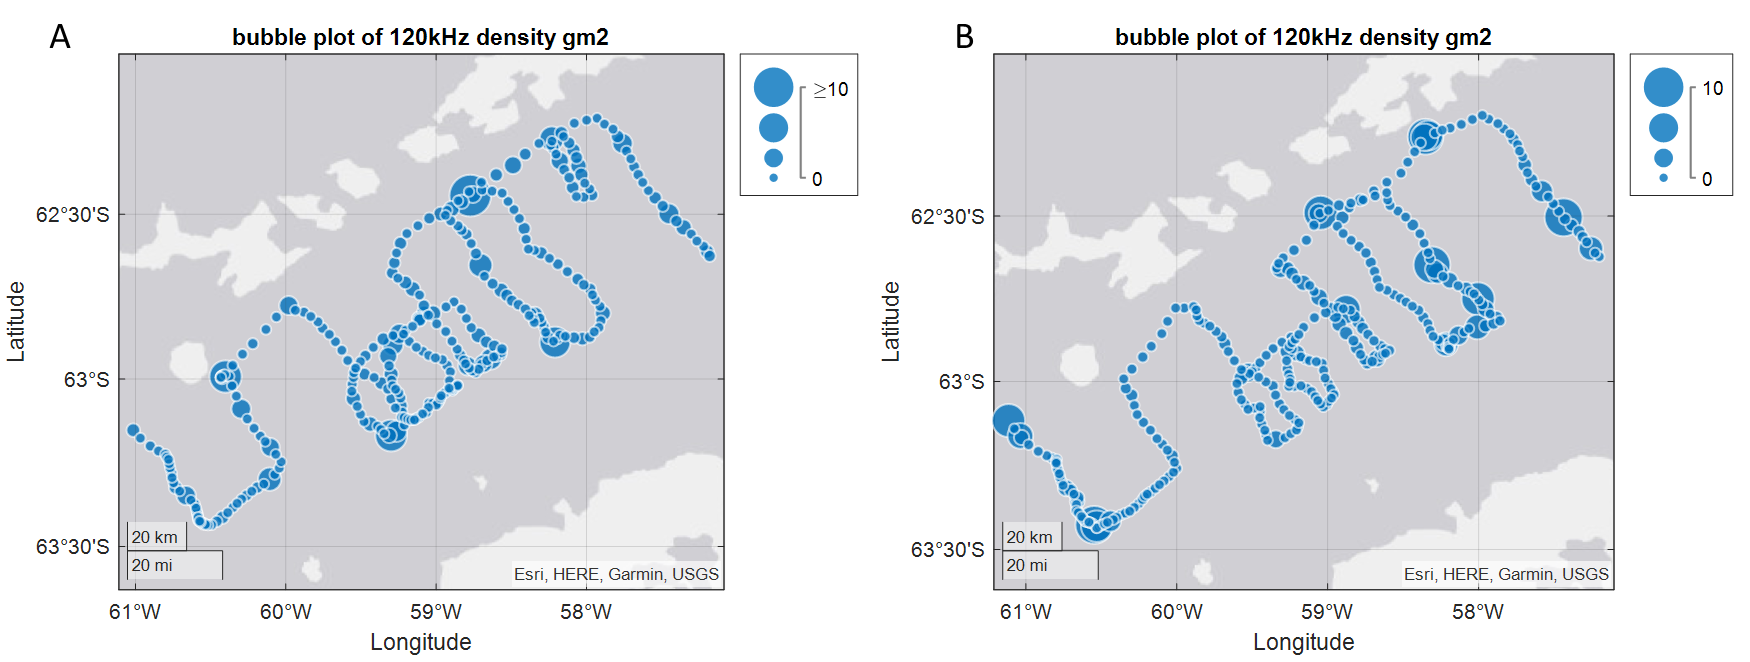 A
bubble plot of 120kHz density gm2
≥10
0
62°30'S
63°S
63°30'S
Latitude
20 km
20 mi
Esri, HERE, Garmin, USGS
61°W 60°W 59°W 58°W
Longitude
B
bubble plot of 120kHz density gm2
10
0
62°30'S
63°S
63°30'S
Latitude
20 km
20 mi
Esri, HERE, Garmin, USGS
61°W 60°W 59°W 58°W
Longitude